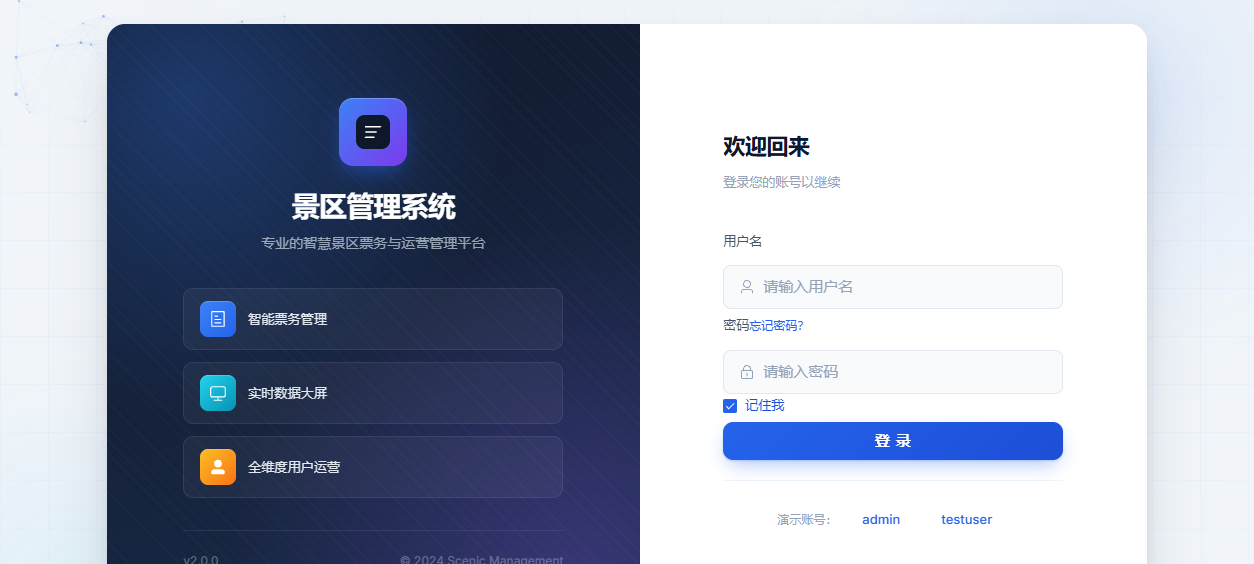 景区管理系统
专业的智慧景区票务与运营管理平台
智能票务管理
实时数据大屏
全维度用户运营
v2.0.0
© 2024 Scenic Management
欢迎回来
登录您的账号以继续
用户名
请输入用户名
密码忘记密码?
请输入密码
记住我
登 录
演示账号: admin testuser